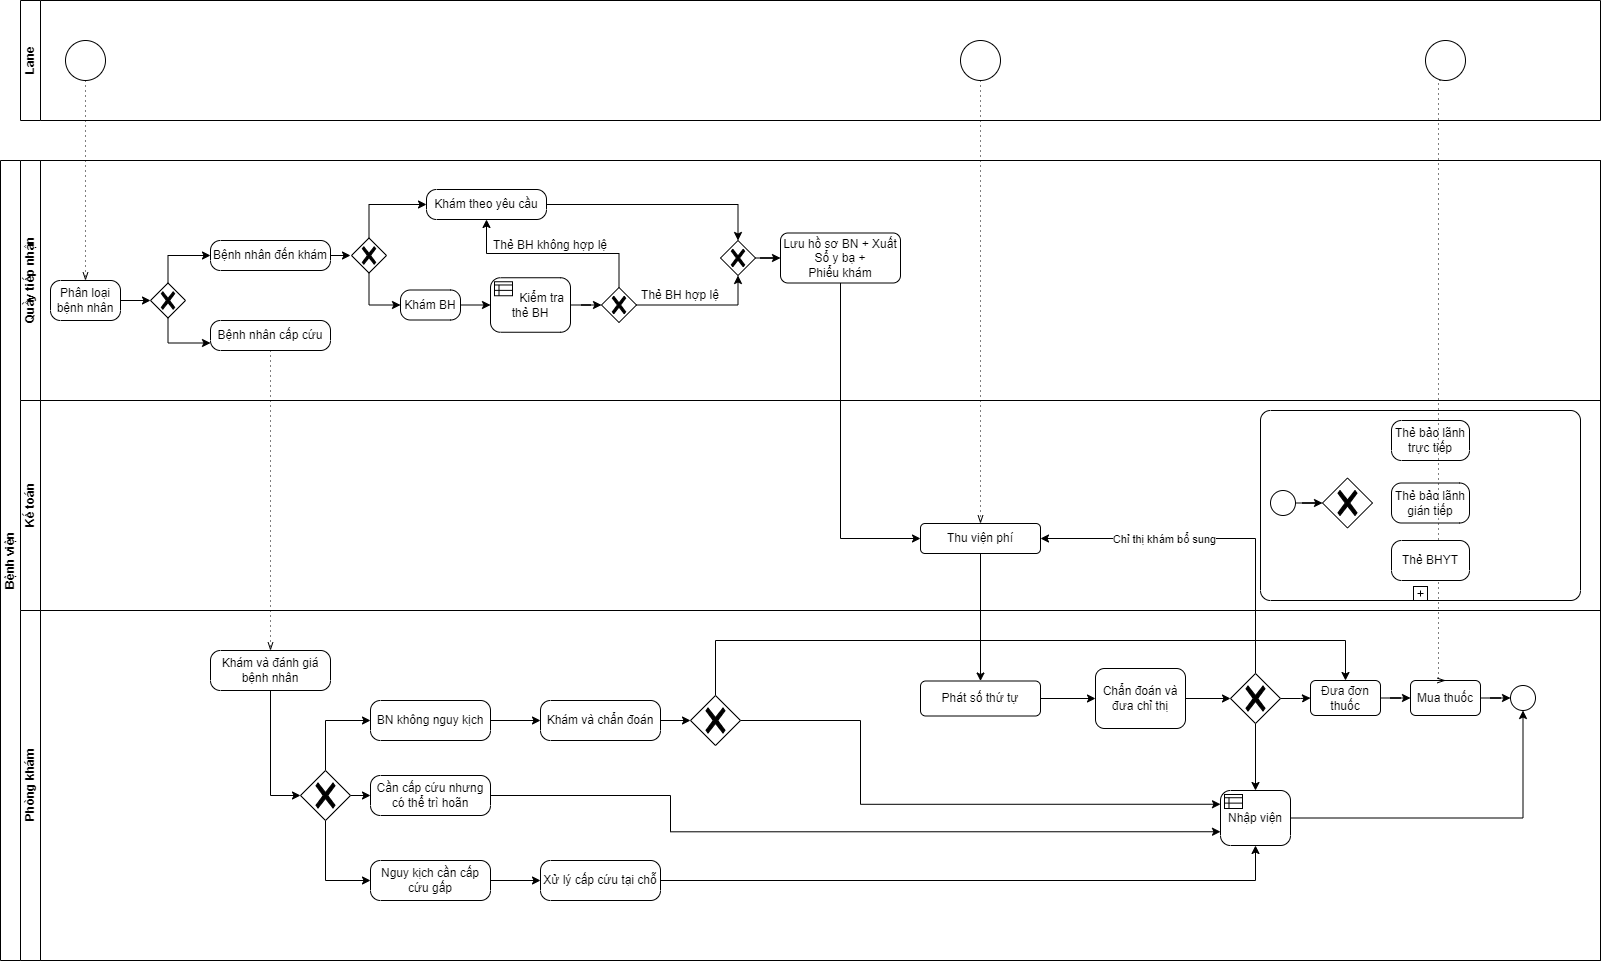 Lane
Bệnh viện
Quầy tiếp nhận
Phân loại
bệnh nhân
Bệnh nhân đến khám
Bệnh nhân cấp cứu
Khám theo yêu cầu
Thẻ BH không hợp lệ
Khám BH
Kiểm tra
thẻ BH
Thẻ BH hợp lệ
Lưu hồ sơ BN + Xuất
Sổ y bạ +
Phiếu khám
Kế toán
Thu viện phí
Chỉ thị khám bổ sung
Thẻ bảo lãnh
trực tiếp
Thẻ bảo lãnh
gián tiếp
Thẻ BHYT
Phòng khám
Khám và đánh giá
bệnh nhân
BN không nguy kịch
Khám và chẩn đoán
Cần cấp cứu nhưng
có thể trì hoãn
Nguy kịch cần cấp
cứu gấp
Xử lý cấp cứu tại chỗ
Phát số thứ tự
Chẩn đoán và
đưa chỉ thị
Đưa đơn
thuốc
Mua thuốc
Nhập viện